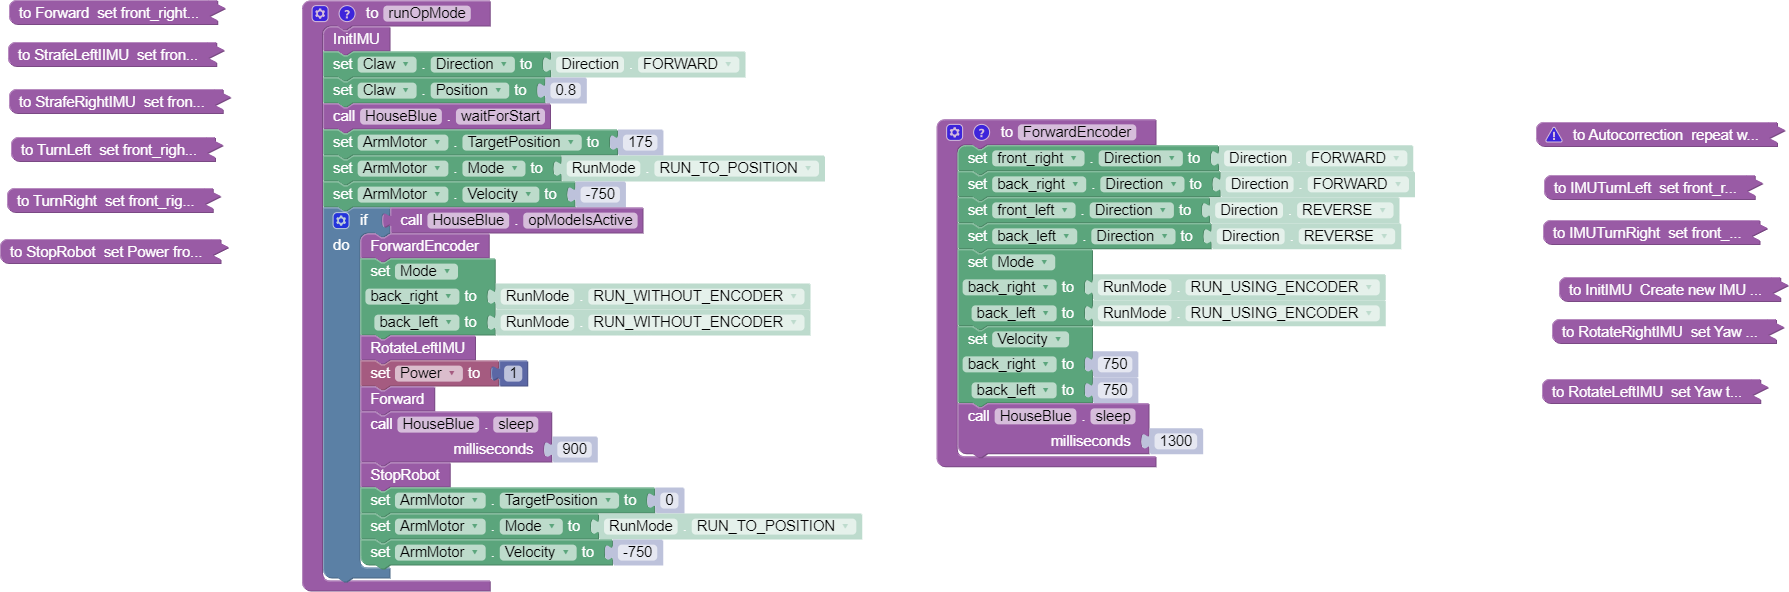 to Forward set front_right...
to StrafeLeftIIMU set fron...
to StrafeRightIMU set fron...
to TurnLeft set front_righ...
to TurnRight set front_rig...
to StopRobot set Power fro...
? to runOpMode
InitIMU
set Claw . Direction to Direction . FORWARD
set Claw . Position to 0.8
call HouseBlue . waitForStart
set ArmMotor . TargetPosition to 175
set ArmMotor . Mode to RunMode . RUN_TO_POSITION
set ArmMotor . Velocity to -750
if call HouseBlue . opModeIsActive
do ForwardEncoder
set Mode
back_right to RunMode . RUN_WITHOUT_ENCODER
back_left to RunMode . RUN_WITHOUT_ENCODER
RotateLeftIMU
set Power to 1
Forward
call HouseBlue . sleep
milliseconds 900
StopRobot
set ArmMotor . TargetPosition to 0
set ArmMotor . Mode to RunMode . RUN_TO_POSITION
set ArmMotor . Velocity to -750
? to ForwardEncoder
set front_right . Direction to Direction . FORWARD
set back_right . Direction to Direction . FORWARD
set front_left . Direction to Direction . REVERSE
set back_left . Direction to Direction . REVERSE
set Mode
back_right to RunMode . RUN_USING_ENCODER
back_left to RunMode . RUN_USING_ENCODER
set Velocity
back_right to 750
back_left to 750
call HouseBlue . sleep
milliseconds 1300
to Autocorrection repeat w...
to IMUTurnLeft set front_r...
to IMUTurnRight set front_...
to InitIMU Create new IMU ...
to RotateRightIMU set Yaw ...
to RotateLeftIMU set Yaw t...